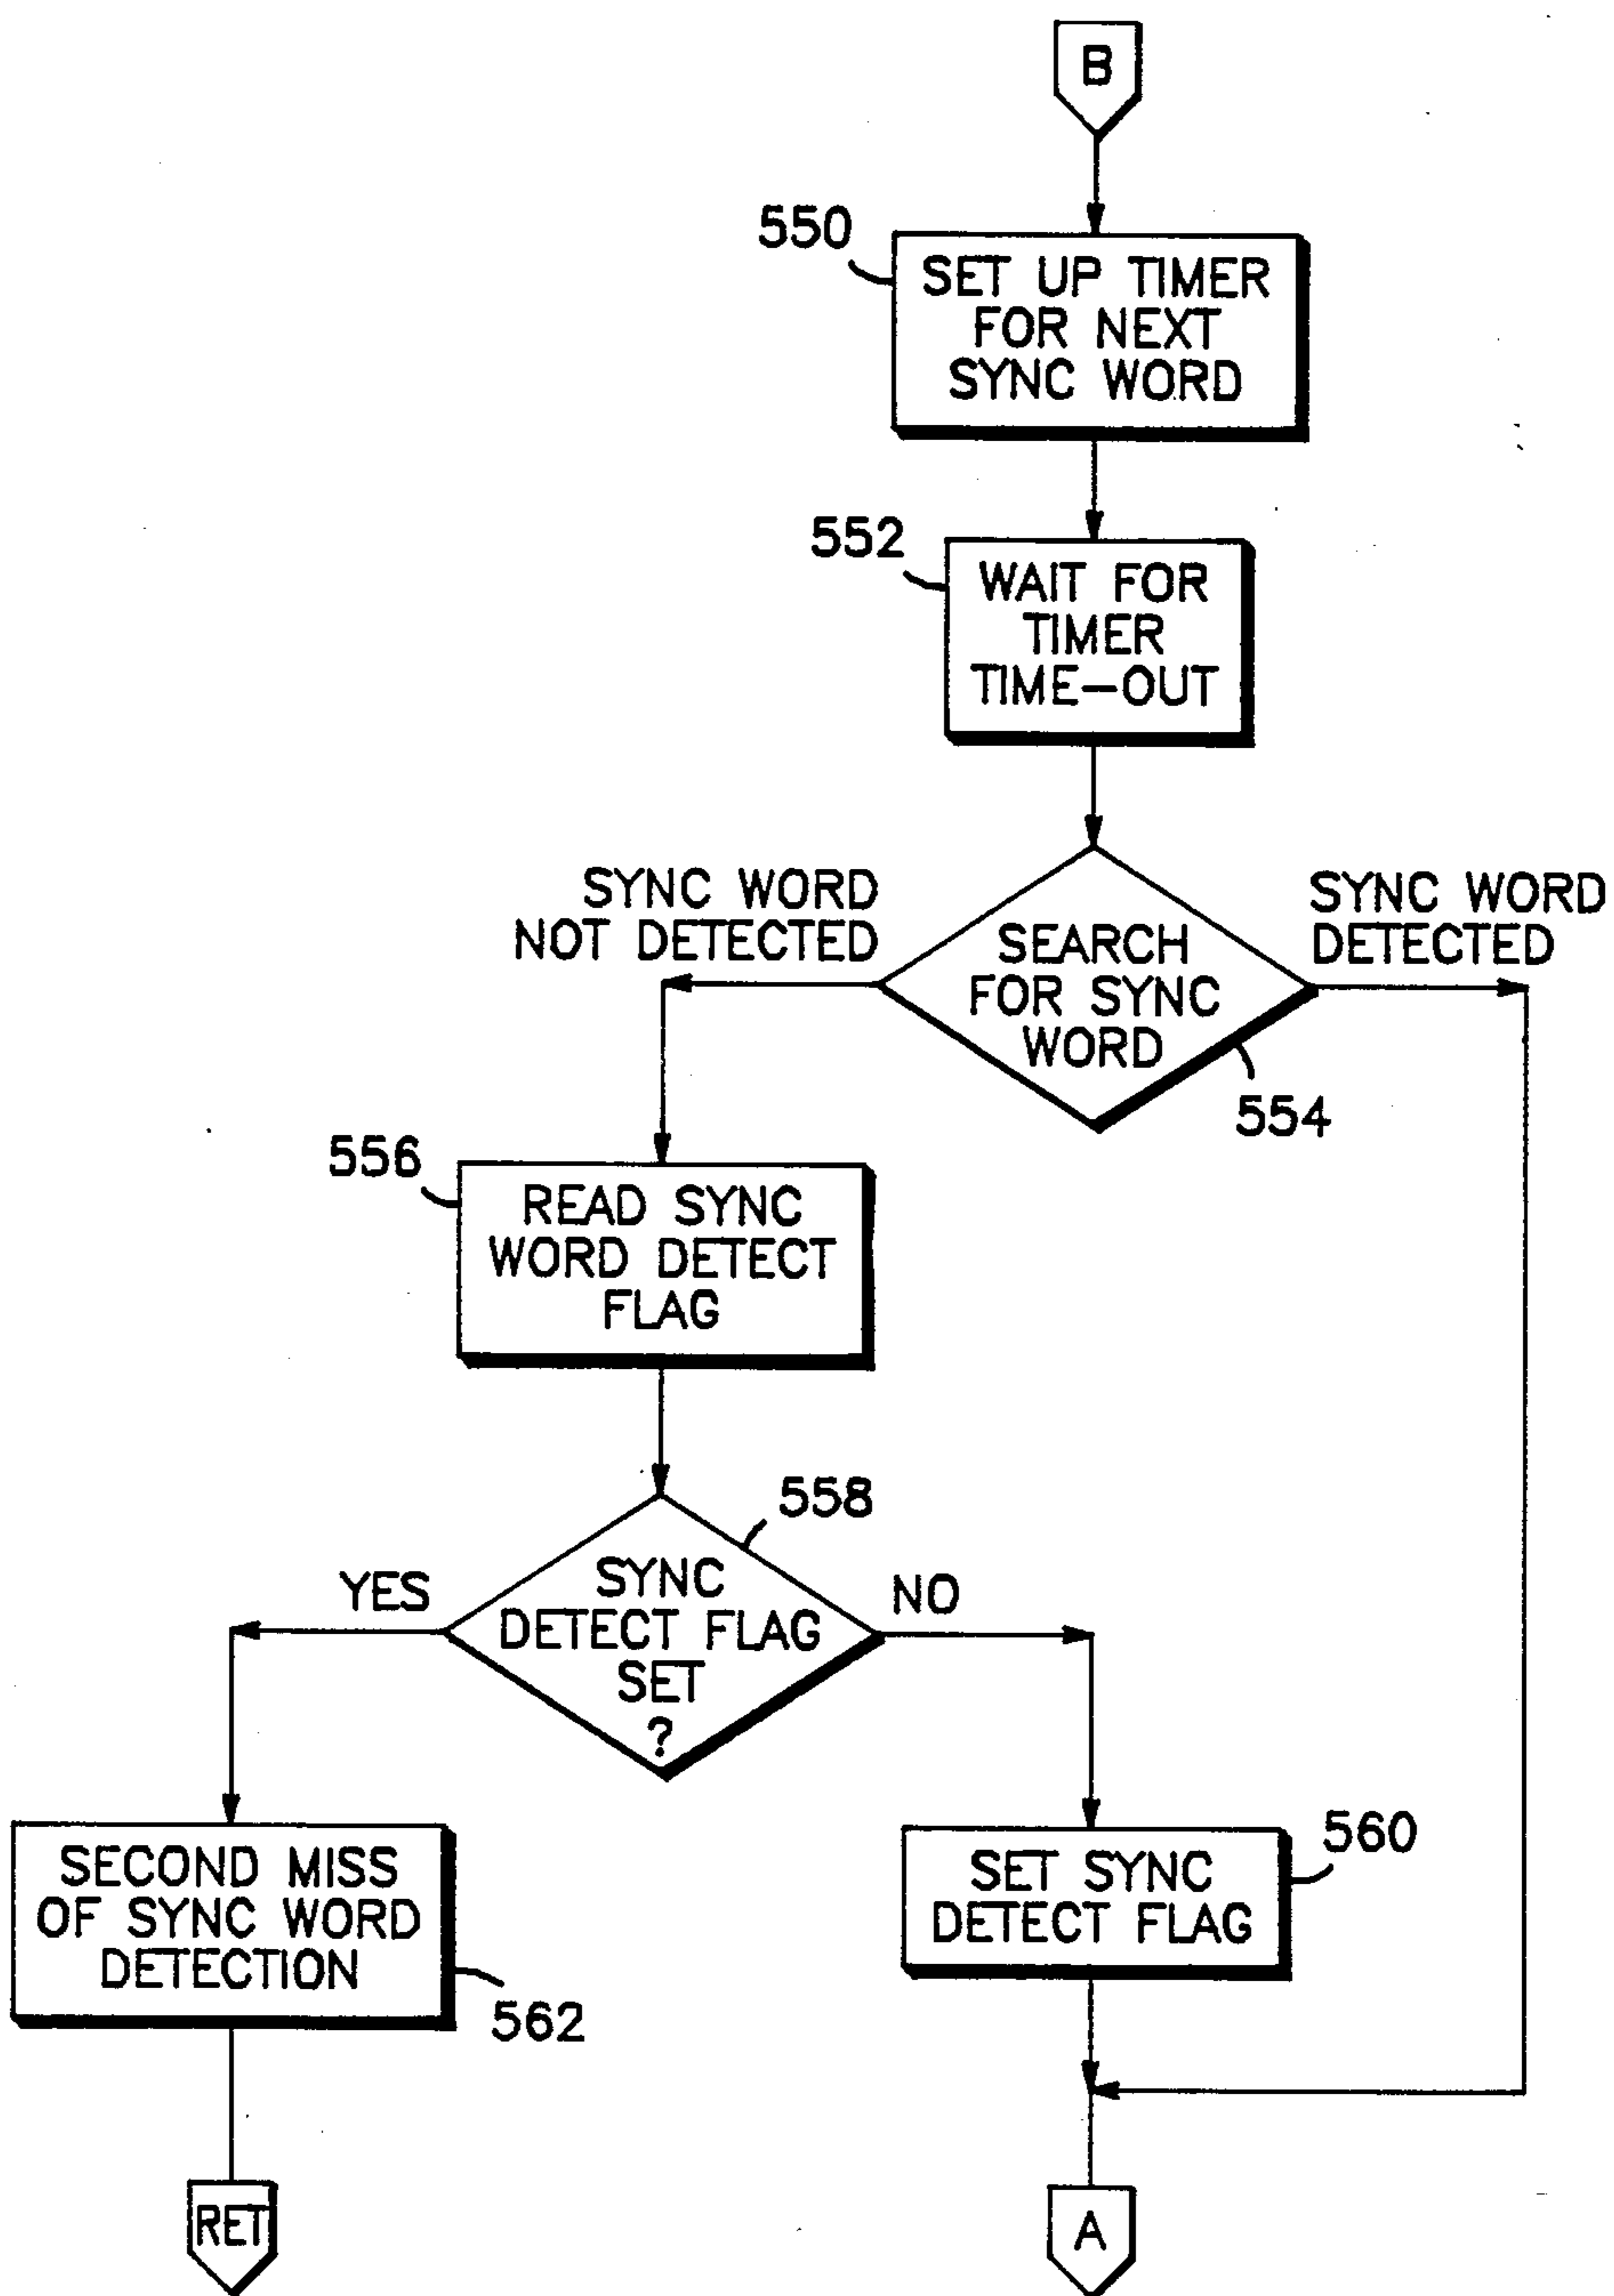 B
550
SET UP TIMER
FOR NEXT
SYNC WORD
552
WAIT FOR
TIMER
TIME-OUT
SYNC WORD
NOT DETECTED
SEARCH
FOR SYNC
WORD
SYNC WORD
DETECTED
554
556
READ SYNC
WORD DETECT
FLAG
558
YES
SYNC
DETECT FLAG
SET
?
NO
SECOND MISS
OF SYNC WORD
DETECTION
562
SET SYNC
DETECT FLAG
560
RET
A